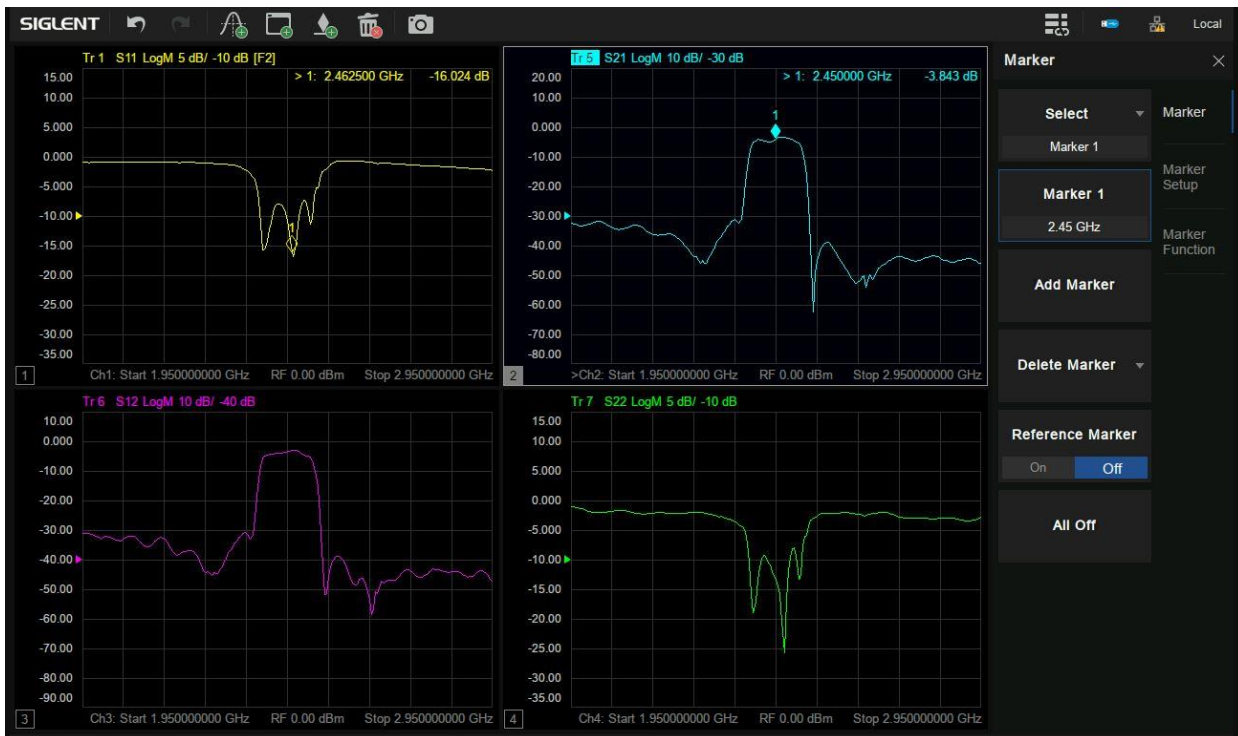 SIGLENT
Local
Tr 1 S11 LogM 5 dB/ -10 dB [F2]
> 1: 2.462500 GHz -16.024 dB
15.00
10.00
5.000
0.000
-5.000
-10.00
-15.00
-20.00
-25.00
-30.00
-35.00
1
1
Ch1: Start 1.950000000 GHz RF 0.00 dBm Stop 2.950000000 GHz
Tr 5 S21 LogM 10 dB/ -30 dB
> 1: 2.450000 GHz -3.843 dB
20.00
10.00
0.000
-10.00
-20.00
-30.00
-40.00
-50.00
-60.00
-70.00
-80.00
1
2
>Ch2: Start 1.950000000 GHz RF 0.00 dBm Stop 2.950000000 GHz
Tr 6 S12 LogM 10 dB/ -40 dB
10.00
0.000
-10.00
-20.00
-30.00
-40.00
-50.00
-60.00
-70.00
-80.00
-90.00
3
Ch3: Start 1.950000000 GHz RF 0.00 dBm Stop 2.950000000 GHz
Tr 7 S22 LogM 5 dB/ -10 dB
15.00
10.00
5.000
0.000
-5.000
-10.00
-15.00
-20.00
-25.00
-30.00
-35.00
4
Ch4: Start 1.950000000 GHz RF 0.00 dBm Stop 2.950000000 GHz
Marker
Select
Marker 1
Marker 1
2.45 GHz
Add Marker
Delete Marker
Reference Marker
On Off
All Off
Marker
Marker
Setup
Marker
Function